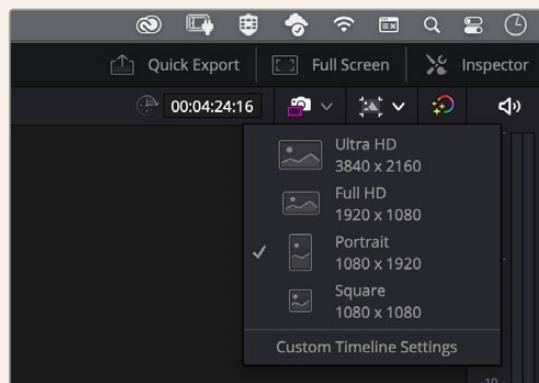 Quick Export
Full Screen
Inspector
00:04:24:16
Ultra HD
3840 x 2160
Full HD
1920 x 1080
Portrait
1080 x 1920
Square
1080 x 1080
Custom Timeline Settings
-10